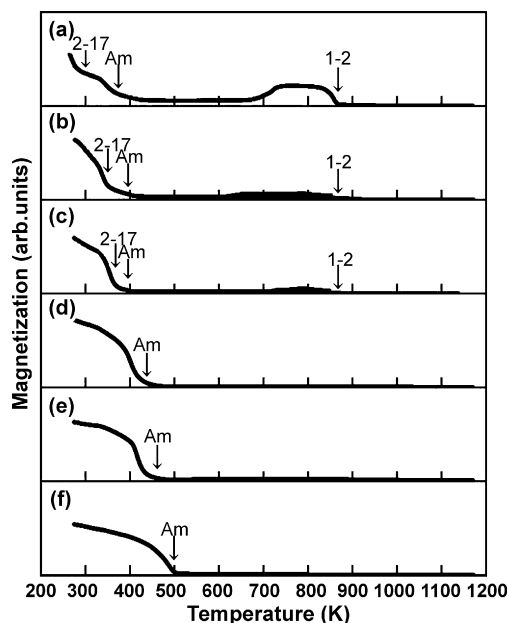 (a)
2-17
Am
1-2
(b)
2-17
Am
1-2
(c)
2-17
Am
1-2
(d)
Am
(e)
Am
(f)
Am
Magnetization (arb.units)
200 300 400 500 600 700 800 900 1000 1100 1200
Temperature (K)